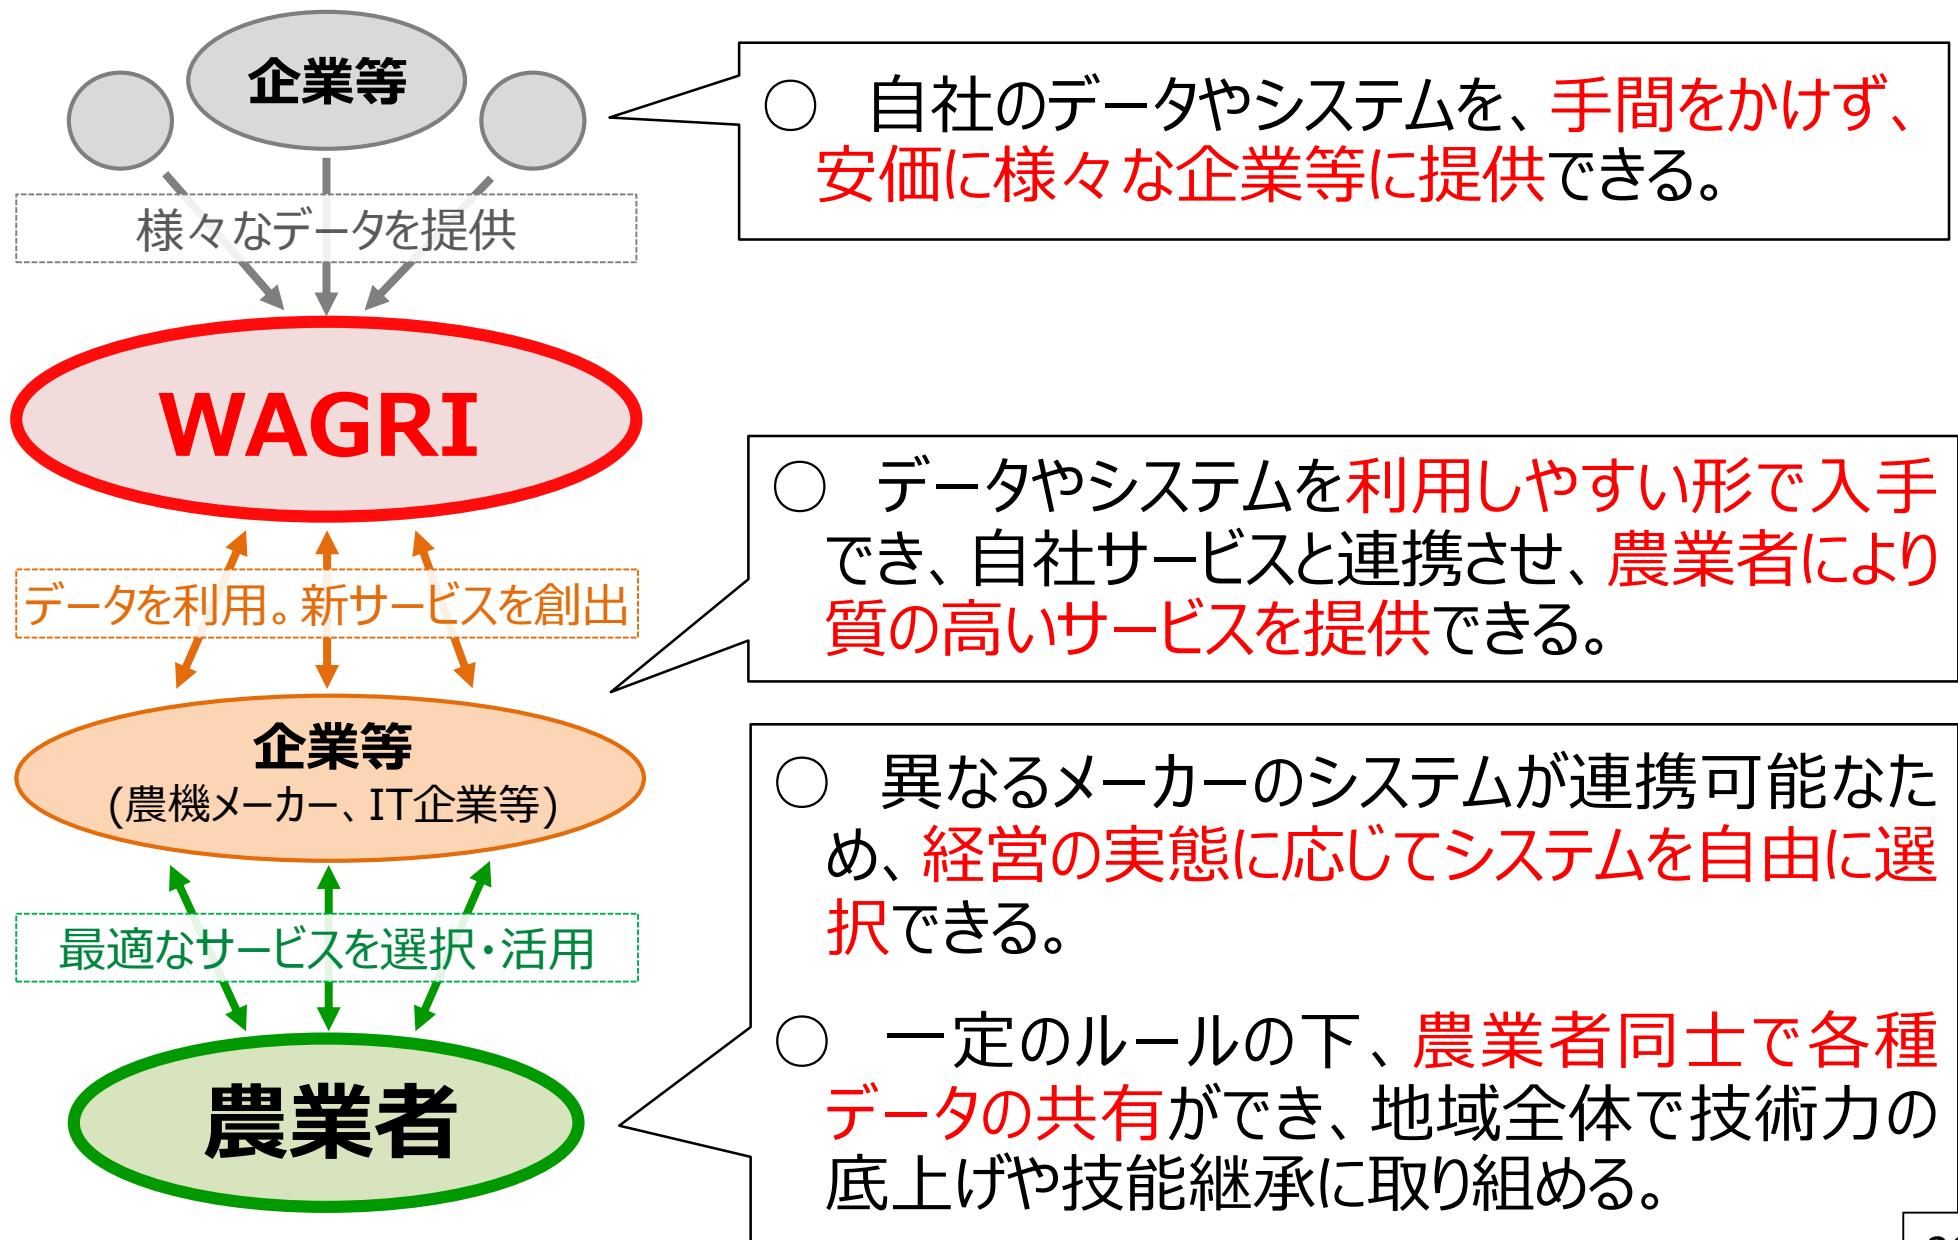 企業等
様々なデータを提供
WAGRI
データを利用。新サービスを創出
企業等
(農機メーカー、IT企業等)
最適なサービスを選択・活用
農業者
○　自社のデータやシステムを、手間をかけず、
安価に様々な企業等に提供できる。
○　データやシステムを利用しやすい形で入手
でき、自社サービスと連携させ、農業者により
質の高いサービスを提供できる。
○　異なるメーカーのシステムが連携可能なた
め、経営の実態に応じてシステムを自由に選
択できる。
○　一定のルールの下、農業者同士で各種
データの共有ができ、地域全体で技術力の
底上げや技能継承に取り組める。